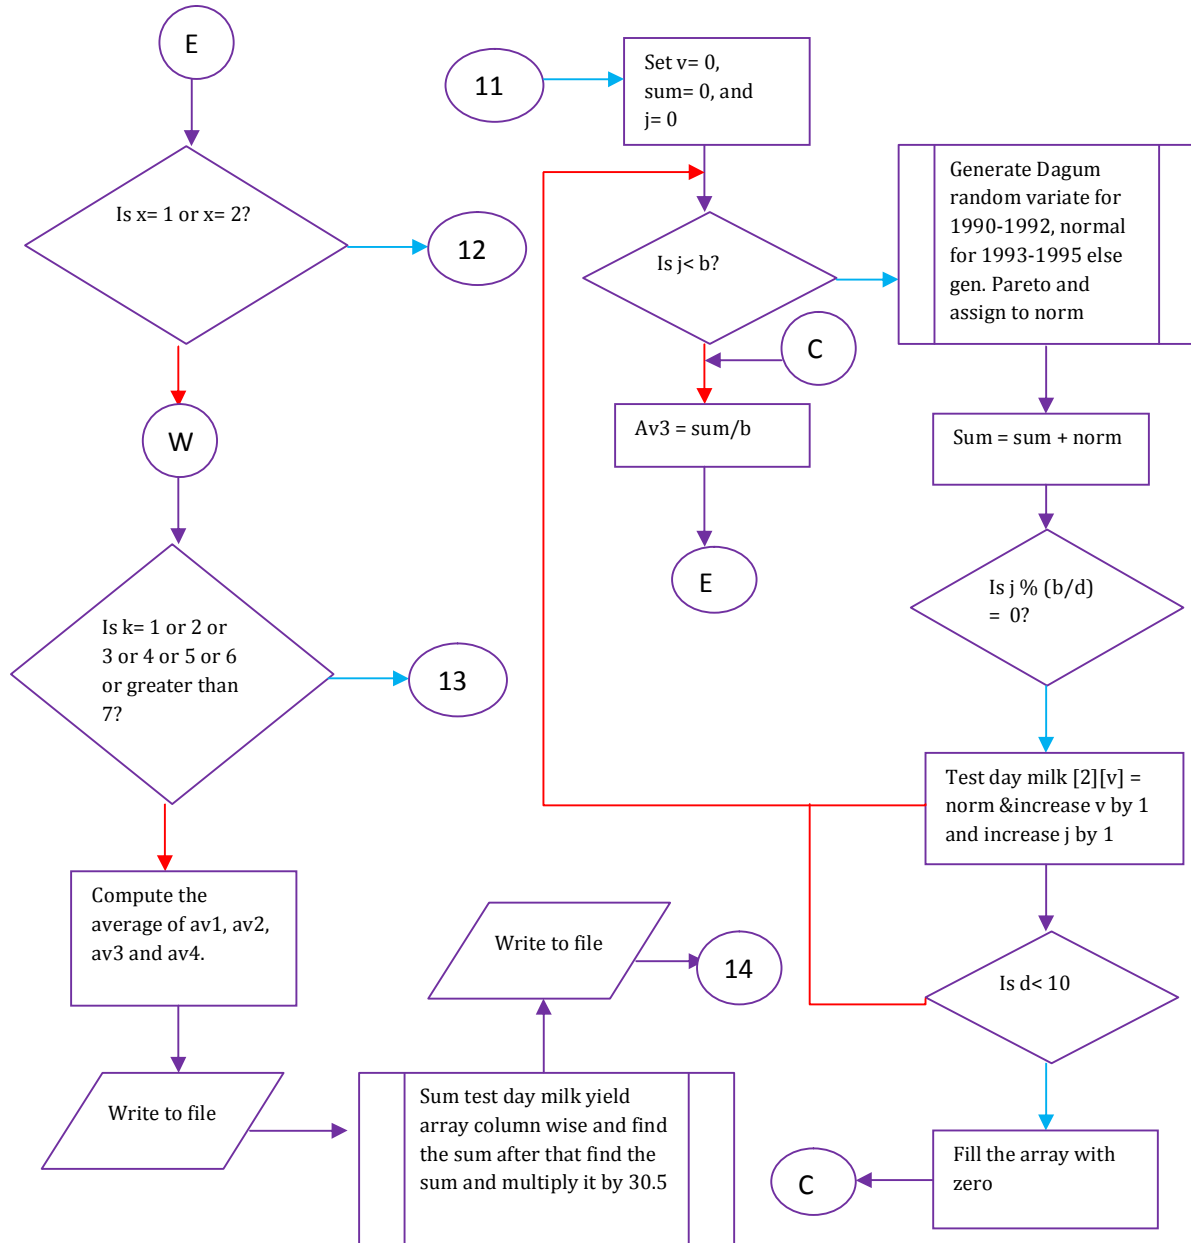 E
Is x= 1 or x= 2?
12
W
Is k= 1 or 2 or
3 or 4 or 5 or 6
or greater than
7?
13
Compute the
average of av1, av2,
av3 and av4.
Write to file
Sum test day milk yield
array column wise and find
the sum after that find the
sum and multiply it by 30.5
Write to file
14
11
Set v= 0,
sum= 0, and
j= 0
Is j< b?
C
Av3 = sum/b
E
Generate Dagum
random variate for
1990-1992, normal
for 1993-1995 else
gen. Pareto and
assign to norm
Sum = sum + norm
Is j % (b/d)
= 0?
Test day milk [2][v] =
norm &increase v by 1
and increase j by 1
Is d< 10
Fill the array with
zero
C